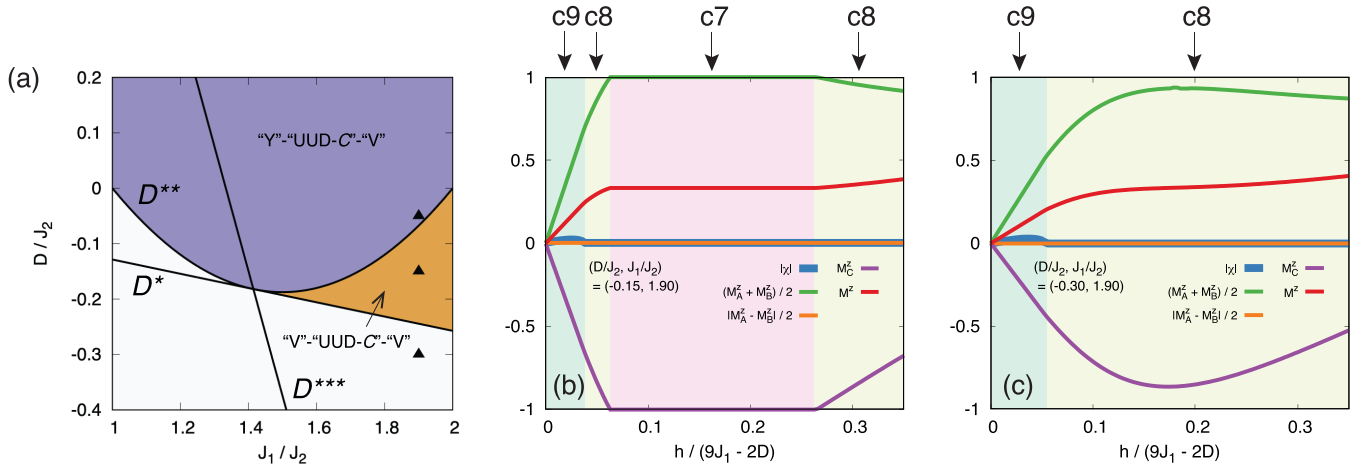 (a)
0.2
0.1
0
-0.1
-0.2
-0.3
-0.4
D / J2
"Y"-"UUD-C"-"V"
D**
D*
"V"-"UUD-C"-"V"
D***
1
1.2
1.4
1.6
1.8
2
J1 / J2
c9
c8
c7
c8
1
0.5
0
-0.5
-1
(D/J2, J1/J2)
= (-0.15, 1.90)
|χ|
(M^z_A + M^z_B) / 2
|M^z_A - M^z_B| / 2
M^z_C
M^z
(b)
0
0.1
0.2
0.3
h / (9J1 - 2D)
c9
c8
1
0.5
0
-0.5
-1
(D/J2, J1/J2)
= (-0.30, 1.90)
|χ|
(M^z_A + M^z_B) / 2
|M^z_A - M^z_B| / 2
M^z_C
M^z
(c)
0
0.1
0.2
0.3
h / (9J1 - 2D)